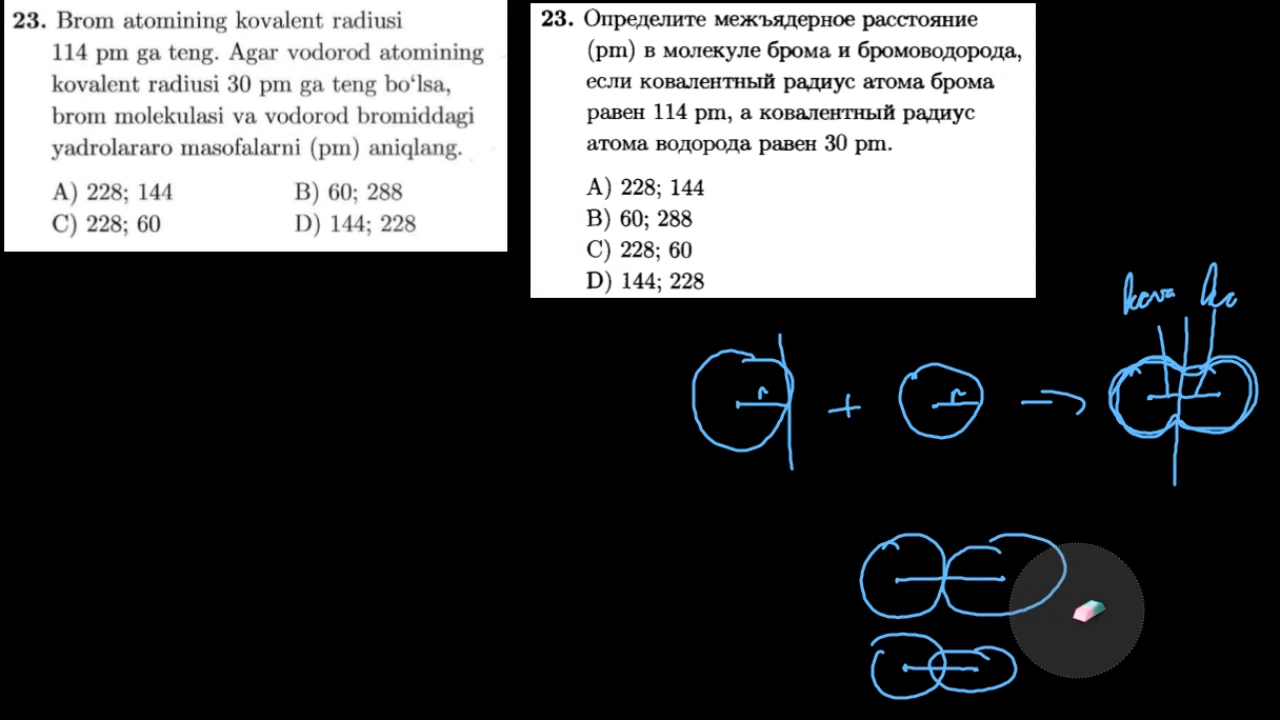 23. Brom atomining kovalent radiusi
114 pm ga teng. Agar vodorod atomining
kovalent radiusi 30 pm ga teng bo‘lsa,
brom molekulasi va vodorod bromiddagi
yadrolararo masofalarni (pm) aniqlang.
A) 228; 144 B) 60; 288
C) 228; 60 D) 144; 228
23. Определите межъядерное расстояние
(pm) в молекуле брома и бромоводорода,
если ковалентный радиус атома брома
равен 114 pm, а ковалентный радиус
атома водорода равен 30 pm.
A) 228; 144
B) 60; 288
C) 228; 60
D) 144; 228
kova
r + r